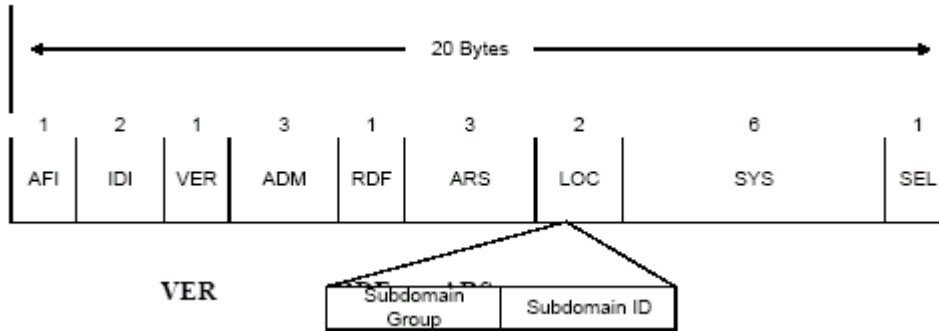 20 Bytes
1 2 1 3 1 3 2 6 1
AFI IDI VER ADM RDF ARS LOC SYS SEL
VER
Subdomain Group Subdomain ID